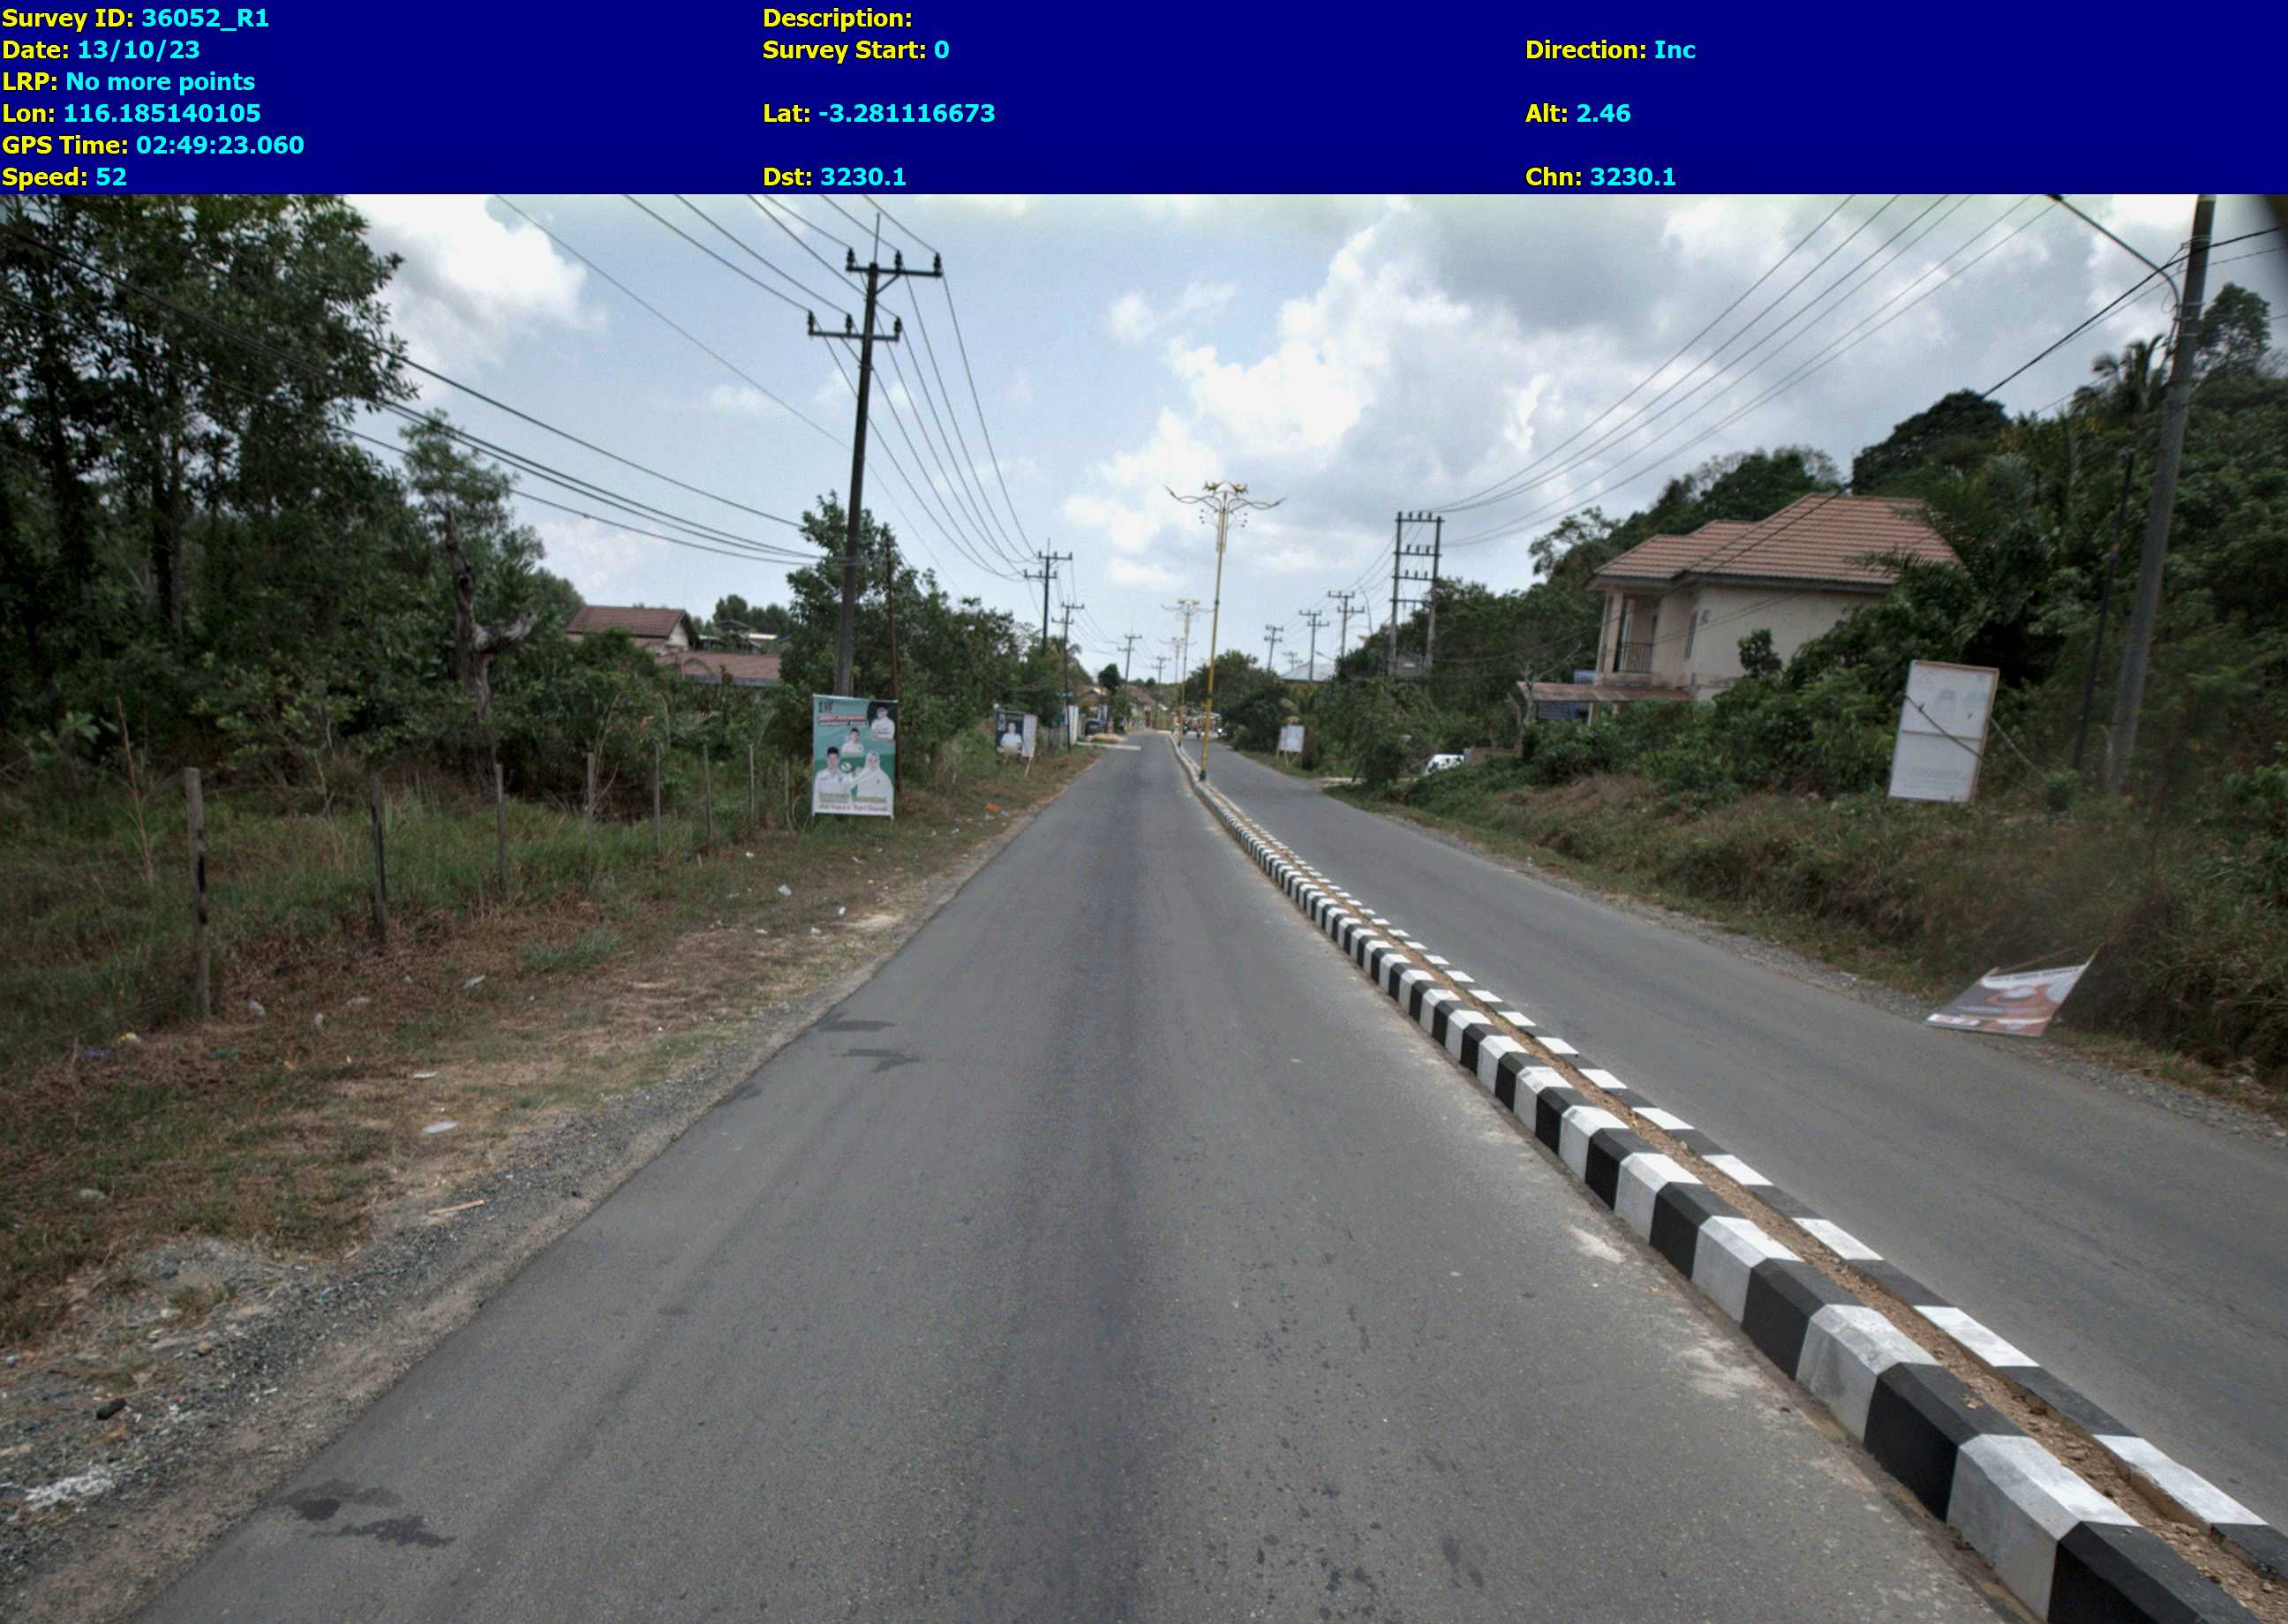 Survey ID: 36052_R1
Description:
Date: 13/10/23
Survey Start: 0
Direction: Inc
LRP: No more points
Lon: 116.185140105
Lat: -3.281116673
Alt: 2.46
GPS Time: 02:49:23.060
Speed: 52
Dst: 3230.1
Chn: 3230.1